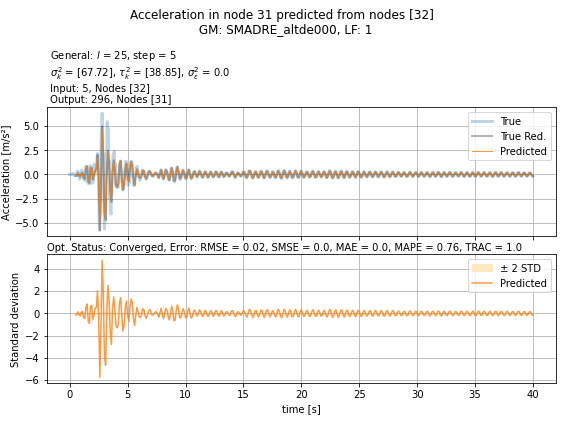 Acceleration in node 31 predicted from nodes [32]
GM: SMADRE_altde000, LF: 1
General: l = 25, step = 5
σ²ₖ = [67.72], τ²ₖ = [38.85], σ²ε = 0.0
Input: 5, Nodes [32]
Output: 296, Nodes [31]
Acceleration [m/s²]
5.0
2.5
0.0
−2.5
−5.0
True
True Red.
Predicted
Opt. Status: Converged, Error: RMSE = 0.02, SMSE = 0.0, MAE = 0.0, MAPE = 0.76, TRAC = 1.0
Standard deviation
4
2
0
−2
−4
−6
± 2 STD
Predicted
0 5 10 15 20 25 30 35 40
time [s]